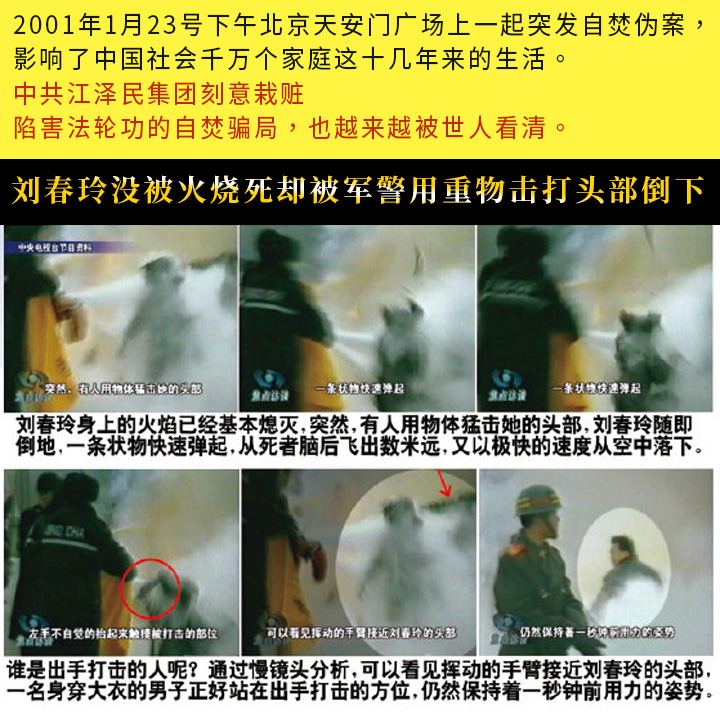 2001年1月23号下午北京天安门广场上一起突发自焚伪案，
影响了中国社会千万个家庭这十几年来的生活。
中共江泽民集团刻意栽赃
陷害法轮功的自焚骗局，也越来越被世人看清。
刘春玲没被火烧死却被军警用重物击打头部倒下
中央电视台节目资料
焦点访谈
突然，有人用物体猛击她的头部
焦点访谈
一条状物快速弹起
焦点访谈
一条状物快速弹起
刘春玲身上的火焰已经基本熄灭,突然,有人用物体猛击她的头部,刘春玲随即
倒地,一条状物快速弹起,从死者脑后飞出数米远,又以极快的速度从空中落下。
左手不自觉的抬起来触摸被打击的部位
可以看见挥动的手臂接近刘春玲的头部
仍然保持著一秒钟前用力的姿势
谁是出手打击的人呢？通过慢镜头分析,可以看见挥动的手臂接近刘春玲的头部,
一名身穿大衣的男子正好站在出手打击的方位,仍然保持着一秒钟前用力的姿势。